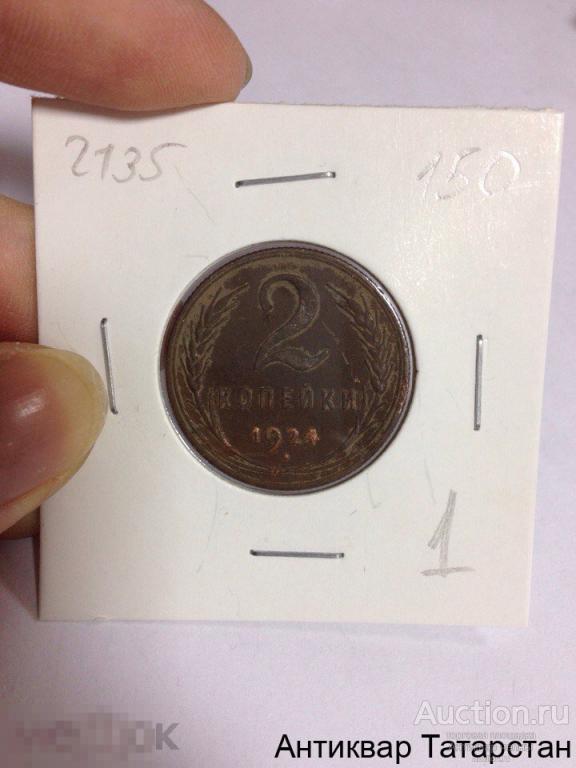 2135
150
2
КОПЕЙКИ
1924
1
Auction.ru
Антиквар Татарстан